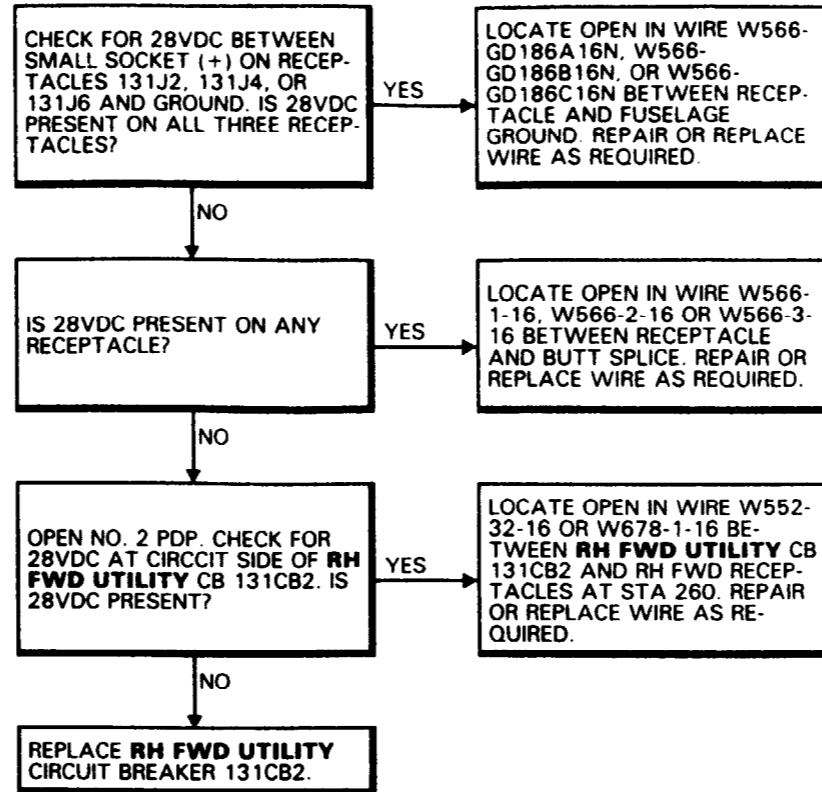 CHECK FOR 28VDC BETWEEN
SMALL SOCKET (+) ON RECEP-
TACLES 131J2, 131J4, OR
131J6 AND GROUND. IS 28VDC
PRESENT ON ALL THREE RECEP-
TACLES?
YES
LOCATE OPEN IN WIRE W566-
GD186A16N, W566-
GD186B16N, OR W566-
GD186C16N BETWEEN RECEP-
TACLE AND FUSELAGE
GROUND. REPAIR OR REPLACE
WIRE AS REQUIRED.
NO
IS 28VDC PRESENT ON ANY
RECEPTACLE?
YES
LOCATE OPEN IN WIRE W566-
1-16, W566-2-16 OR W566-3-
16 BETWEEN RECEPTACLE
AND BUTT SPLICE. REPAIR OR
REPLACE WIRE AS REQUIRED.
NO
OPEN NO. 2 PDP. CHECK FOR
28VDC AT CIRCCIT SIDE OF RH
FWD UTILITY CB 131CB2. IS
28VDC PRESENT?
YES
LOCATE OPEN IN WIRE W552-
32-16 OR W678-1-16 BE-
TWEEN RH FWD UTILITY CB
131CB2 AND RH FWD RECEP-
TACLES AT STA 260. REPAIR
OR REPLACE WIRE AS RE-
QUIRED.
NO
REPLACE RH FWD UTILITY
CIRCUIT BREAKER 131CB2.